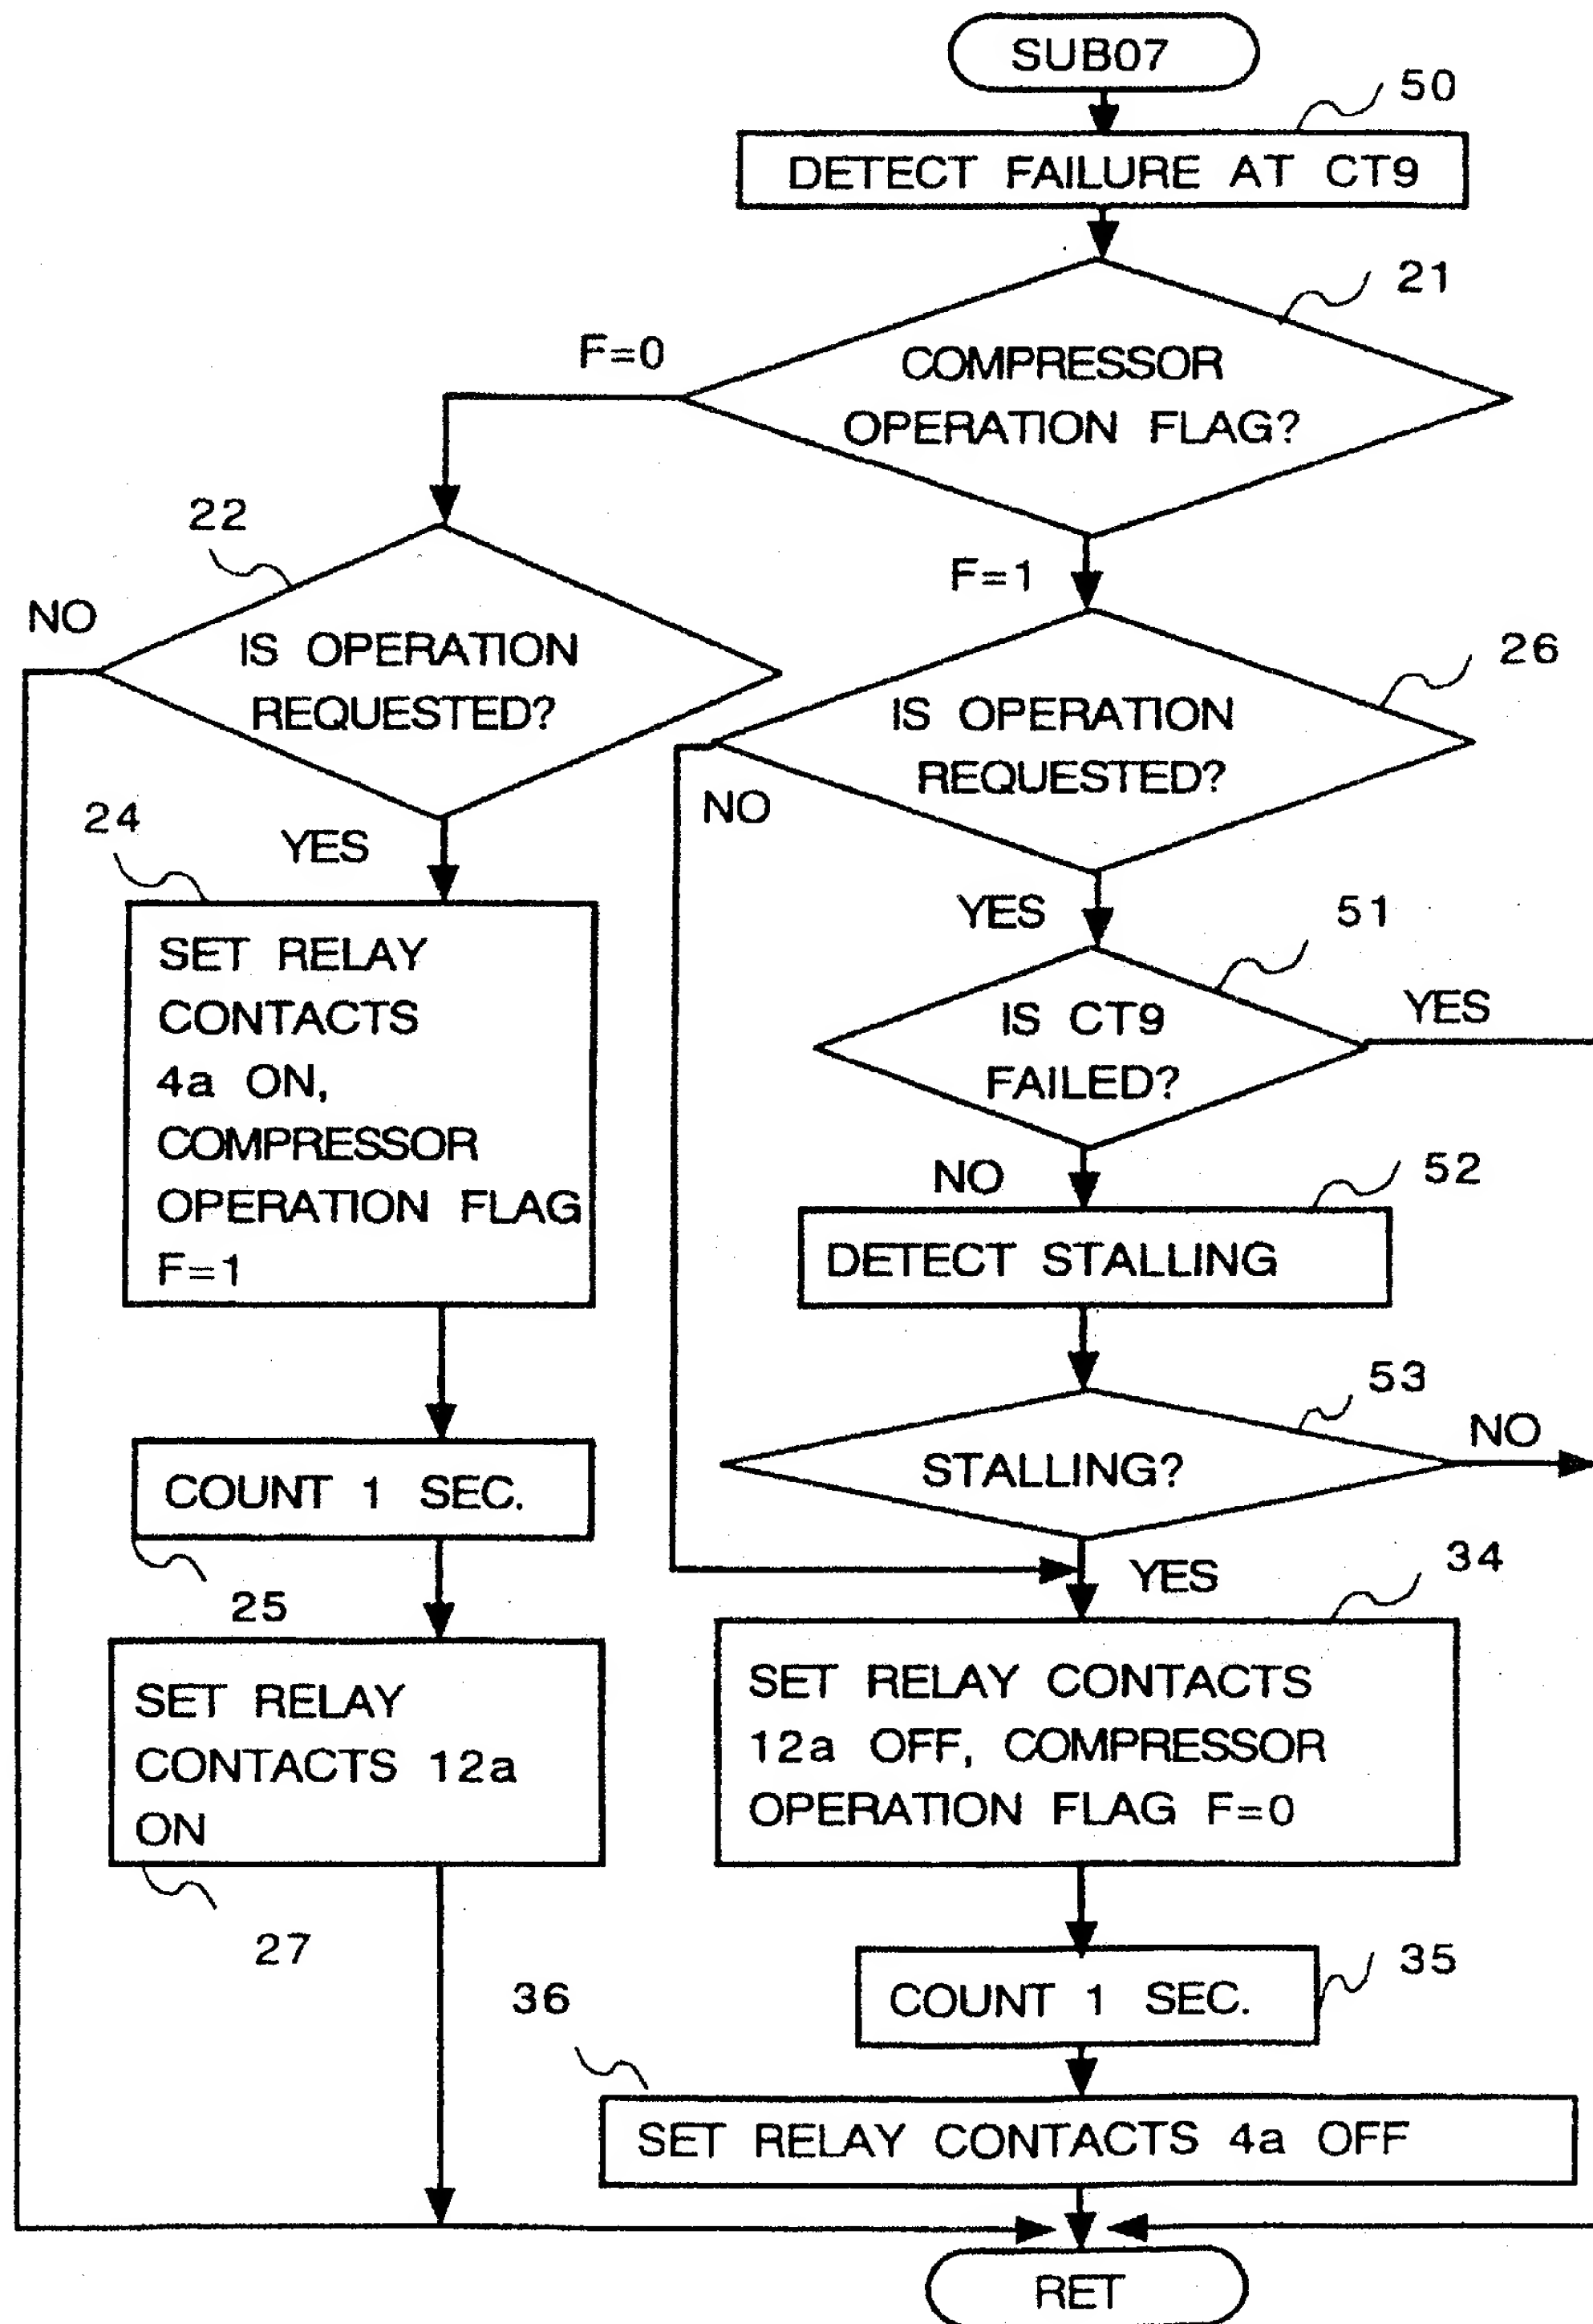 SUB07
50
DETECT FAILURE AT CT9
21
F=0
COMPRESSOR
OPERATION FLAG?
22
F=1
NO
IS OPERATION
REQUESTED?
26
IS OPERATION
REQUESTED?
NO
24
YES
YES
51
SET RELAY
CONTACTS
4a ON,
COMPRESSOR
OPERATION FLAG
F=1
IS CT9
FAILED?
YES
NO
52
DETECT STALLING
53
STALLING?
NO
COUNT 1 SEC.
25
YES
34
SET RELAY
CONTACTS 12a
ON
27
SET RELAY CONTACTS
12a OFF, COMPRESSOR
OPERATION FLAG F=0
35
COUNT 1 SEC.
36
SET RELAY CONTACTS 4a OFF
RET